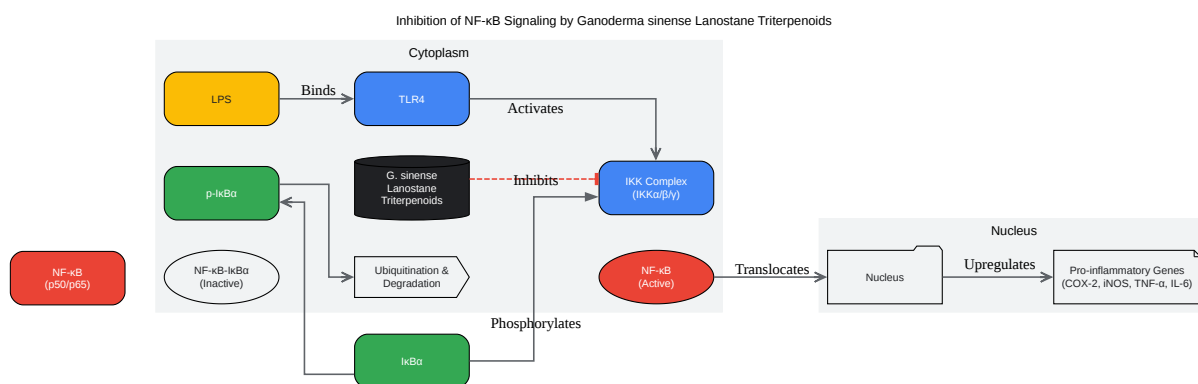 Inhibition of NF-κB Signaling by Ganoderma sinense Lanostane Triterpenoids
Cytoplasm
LPS
Binds
TLR4
Activates
p-IκBα
G. sinense
Lanostane
Triterpenoids
Inhibits
IKK Complex
(IKKα/β/γ)
Nucleus
NF-κB
(p50/p65)
NF-κB-IκBα
(Inactive)
Ubiquitination &
Degradation
NF-κB
(Active)
Translocates
Nucleus
Upregulates
Pro-inflammatory Genes
(COX-2, iNOS, TNF-α, IL-6)
Phosphorylates
IκBα